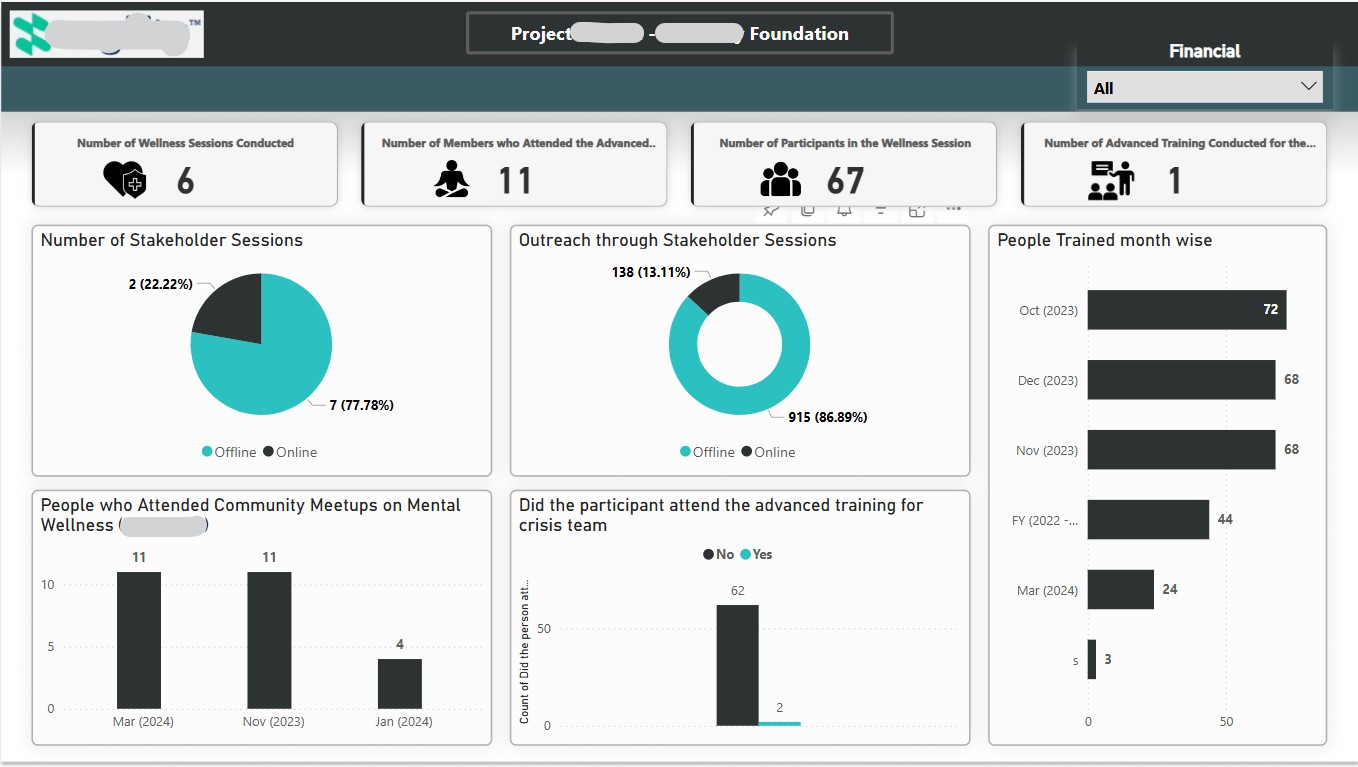 ™
Project - Foundation
Financial
All
Number of Wellness Sessions Conducted
6
Number of Members who Attended the Advanced..
11
Number of Participants in the Wellness Session
67
Number of Advanced Training Conducted for the...
1
Number of Stakeholder Sessions
2 (22.22%)
7 (77.78%)
Offline Online
Outreach through Stakeholder Sessions
138 (13.11%)
915 (86.89%)
Offline Online
People Trained month wise
Oct (2023) 72
Dec (2023) 68
Nov (2023) 68
FY (2022 -... 44
Mar (2024) 24
s 3
0 50
People who Attended Community Meetups on Mental
Wellness ( )
11 11
10
4
5
0
Mar (2024) Nov (2023) Jan (2024)
Did the participant attend the advanced training for
crisis team
No Yes
Count of Did the person att...
62
50
2
0